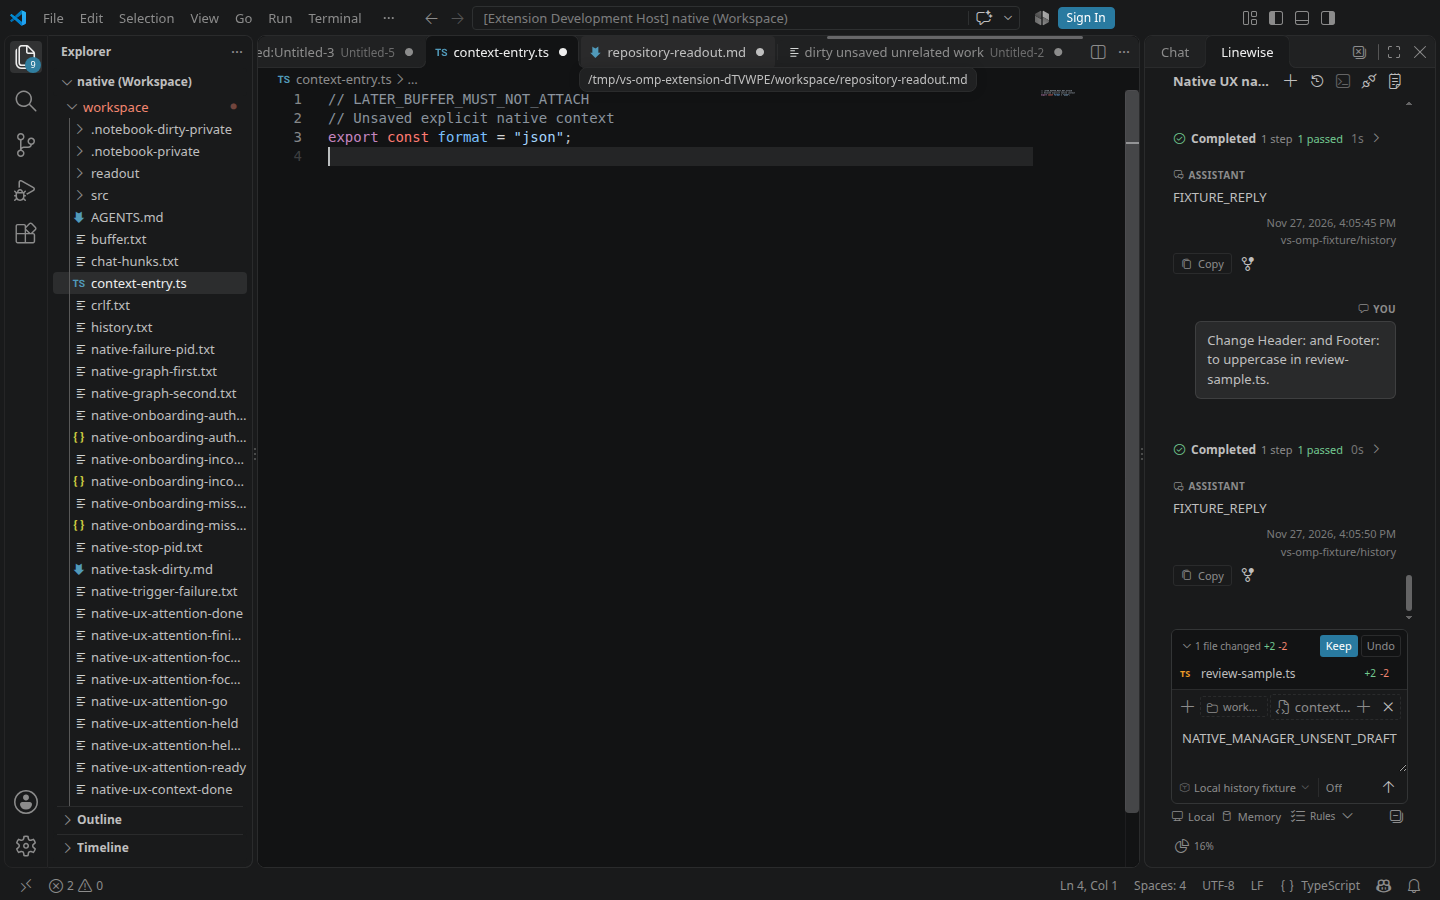 File Edit Selection View Go Run Terminal ··· [Extension Development Host] native (Workspace) Sign In
Explorer
9
native (Workspace)
workspace
.notebook-dirty-private
.notebook-private
readout
src
AGENTS.md
buffer.txt
chat-hunks.txt
TS context-entry.ts
crlf.txt
history.txt
native-failure-pid.txt
native-graph-first.txt
native-graph-second.txt
native-onboarding-auth...
{} native-onboarding-auth...
native-onboarding-inco...
{} native-onboarding-inco...
native-onboarding-miss...
{} native-onboarding-miss...
native-stop-pid.txt
native-task-dirty.md
native-trigger-failure.txt
native-ux-attention-done
native-ux-attention-fini...
native-ux-attention-foc...
native-ux-attention-foc...
native-ux-attention-go
native-ux-attention-held
native-ux-attention-hel...
native-ux-attention-ready
native-ux-context-done
Outline
Timeline
ed:Untitled-3 Untitled-5 TS context-entry.ts repository-readout.md dirty unsaved unrelated work Untitled-2 ···
TS context-entry.ts > ...
/tmp/vs-omp-extension-dTVWPE/workspace/repository-readout.md
1 // LATER_BUFFER_MUST_NOT_ATTACH
2 // Unsaved explicit native context
3 export const format = "json";
4
Chat Linewise
Native UX na...
Completed 1 step 1 passed 1s
ASSISTANT
FIXTURE_REPLY
Nov 27, 2026, 4:05:45 PM
vs-omp-fixture/history
Copy
YOU
Change Header: and Footer:
to uppercase in review-
sample.ts.
Completed 1 step 1 passed 0s
ASSISTANT
FIXTURE_REPLY
Nov 27, 2026, 4:05:50 PM
vs-omp-fixture/history
Copy
1 file changed +2 -2 Keep Undo
TS review-sample.ts +2 -2
work... context...
NATIVE_MANAGER_UNSENT_DRAFT
Local history fixture Off
Local Memory Rules
16%
2 0 Ln 4, Col 1 Spaces: 4 UTF-8 LF {} TypeScript